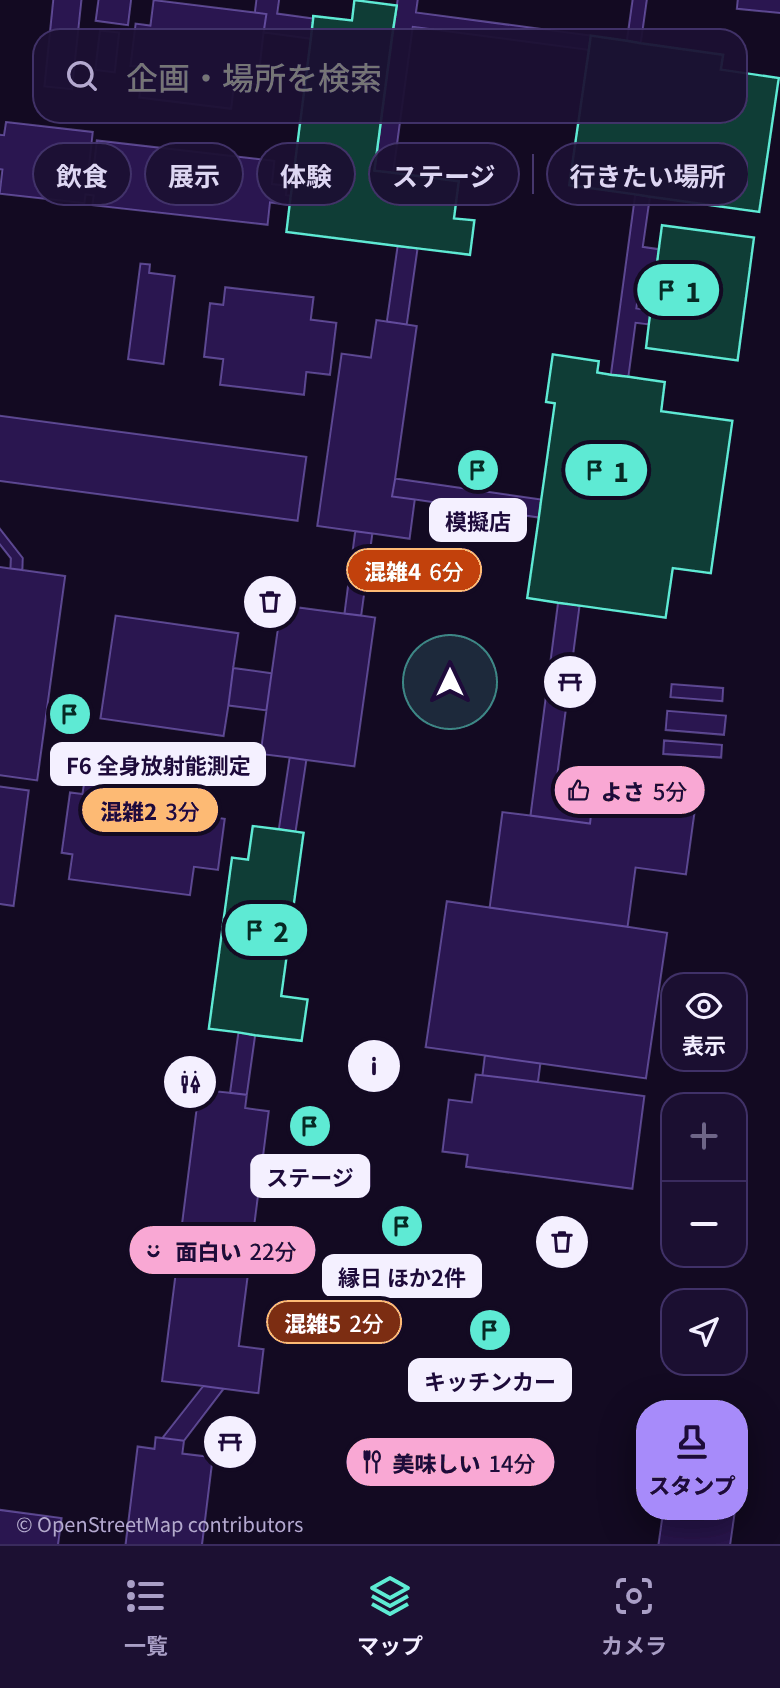 企画・場所を検索
飲食
展示
体験
ステージ
行きたい場所
1
1
模擬店
混雑4 6分
F6 全身放射能測定
混雑2 3分
よさ 5分
2
表示
ステージ
面白い 22分
縁日 ほか2件
混雑5 2分
キッチンカー
美味しい 14分
スタンプ
© OpenStreetMap contributors
一覧
マップ
カメラ